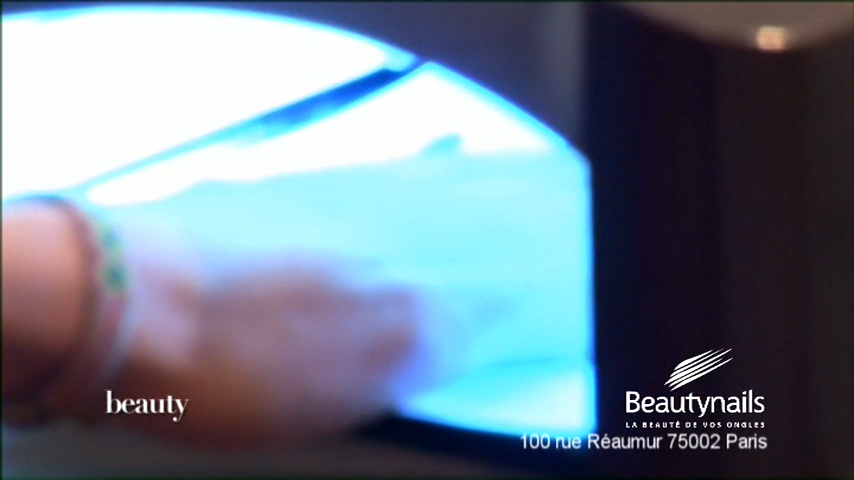 beauty
Beautynails
LA BEAUTÉ DE VOS ONGLES
100 rue Réaumur 75002 Paris